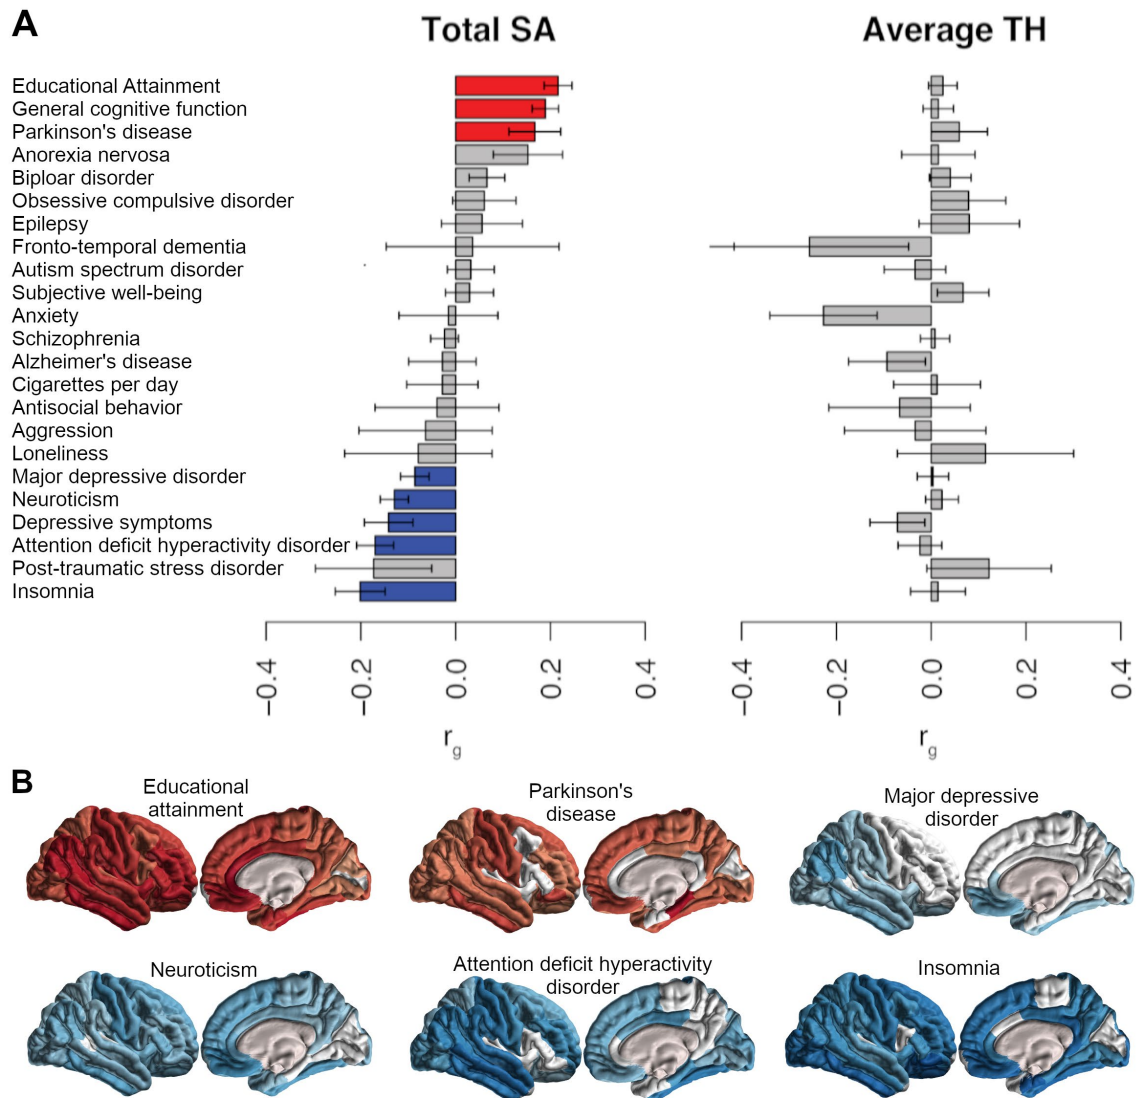 A
Total SA
Average TH
Educational Attainment
General cognitive function
Parkinson's disease
Anorexia nervosa
Biploar disorder
Obsessive compulsive disorder
Epilepsy
Fronto-temporal dementia
Autism spectrum disorder
Subjective well-being
Anxiety
Schizophrenia
Alzheimer's disease
Cigarettes per day
Antisocial behavior
Aggression
Loneliness
Major depressive disorder
Neuroticism
Depressive symptoms
Attention deficit hyperactivity disorder
Post-traumatic stress disorder
Insomnia
−0.4 −0.2 0.0 0.2 0.4
−0.4 −0.2 0.0 0.2 0.4
rg
rg
B
Educational
attainment
Parkinson's
disease
Major depressive
disorder
Neuroticism
Attention deficit hyperactivity
disorder
Insomnia